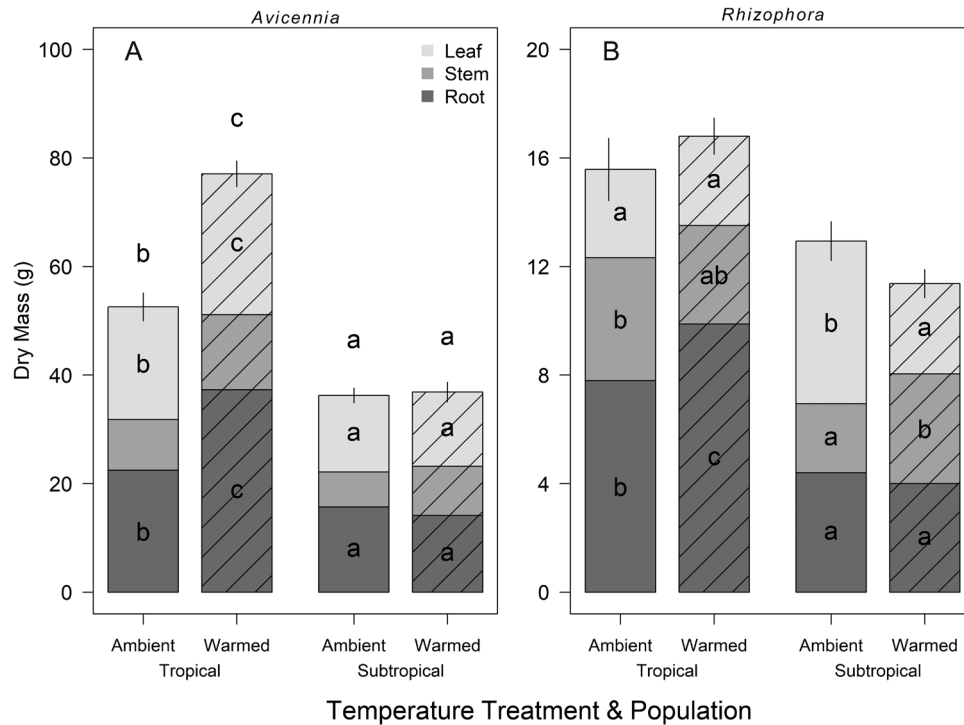 Avicennia
Rhizophora
A
B
Leaf
Stem
Root
Dry Mass (g)
100
80
60
40
20
0
20
16
12
8
4
0
b
c
a
a
b
c
a
a
b
c
a
a
a
a
b
a
b
ab
a
b
b
c
a
a
Ambient Warmed Ambient Warmed
Tropical Subtropical
Ambient Warmed Ambient Warmed
Tropical Subtropical
Temperature Treatment & Population